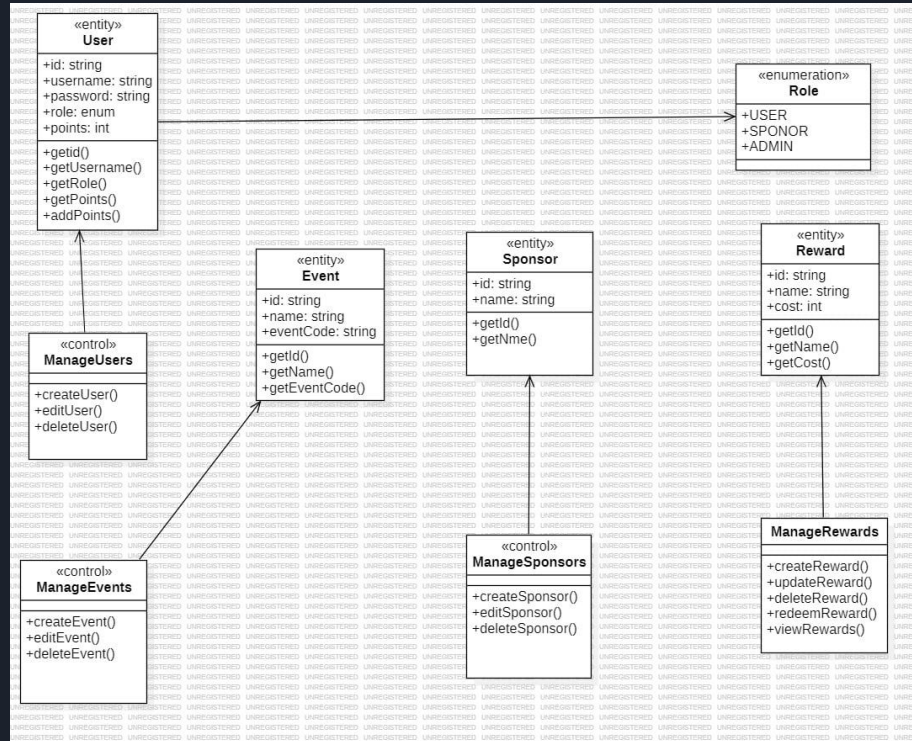 «entity»
User
+id: string
+username: string
+password: string
+role: enum
+points: int
+getid()
+getUsername()
+getRole()
+getPoints()
+addPoints()
«enumeration»
Role
+USER
+SPONOR
+ADMIN
«entity»
Event
+id: string
+name: string
+eventCode: string
+getId()
+getName()
+getEventCode()
«entity»
Sponsor
+id: string
+name: string
+getId()
+getNme()
«entity»
Reward
+id: string
+name: string
+cost: int
+getId()
+getName()
+getCost()
«control»
ManageUsers
+createUser()
+editUser()
+deleteUser()
«control»
ManageEvents
+createEvent()
+editEvent()
+deleteEvent()
«control»
ManageSponsors
+createSponsor()
+editSponsor()
+deleteSponsor()
ManageRewards
+createReward()
+updateReward()
+deleteReward()
+redeemReward()
+viewRewards()
UNREGISTERED